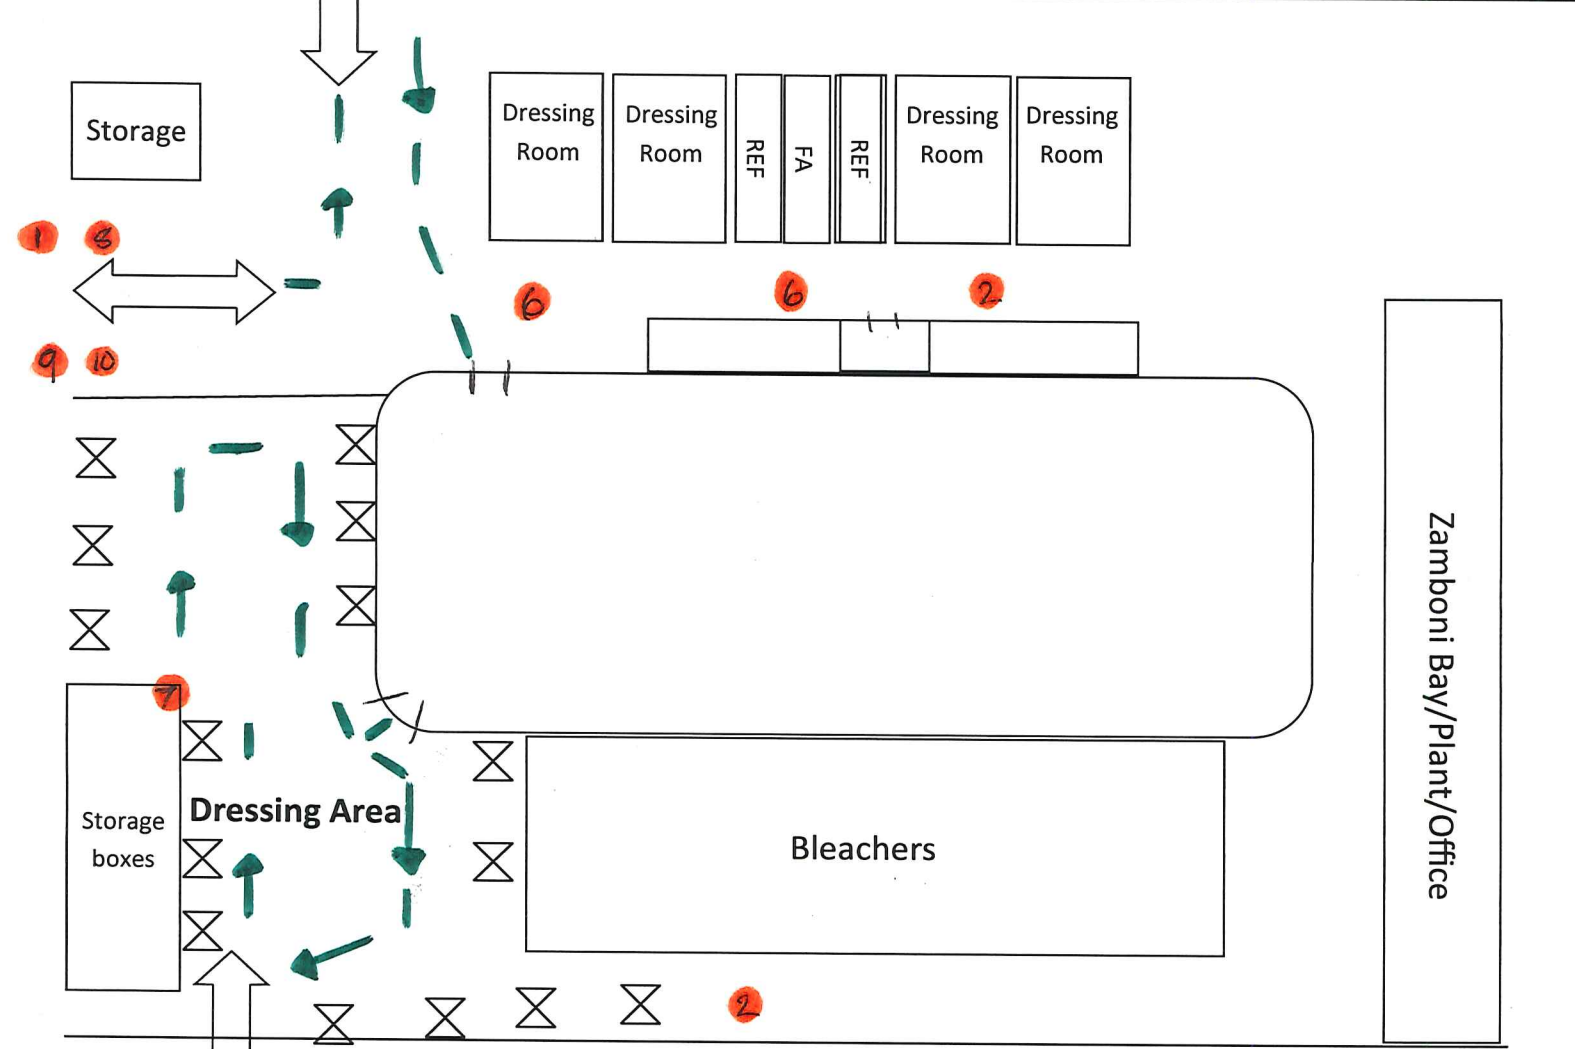 Storage
Dressing
Room
Dressing
Room
REF
FA
REF
Dressing
Room
Dressing
Room
1
8
6
6
2
9
10
7
Storage
boxes
Dressing Area
Bleachers
2
Zamboni Bay/Plant/Office